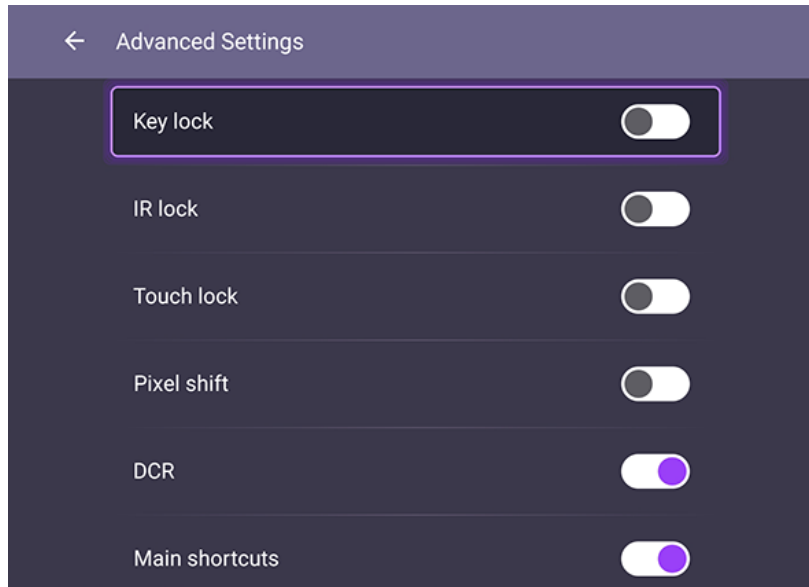 Advanced Settings
Key lock
IR lock
Touch lock
Pixel shift
DCR
Main shortcuts